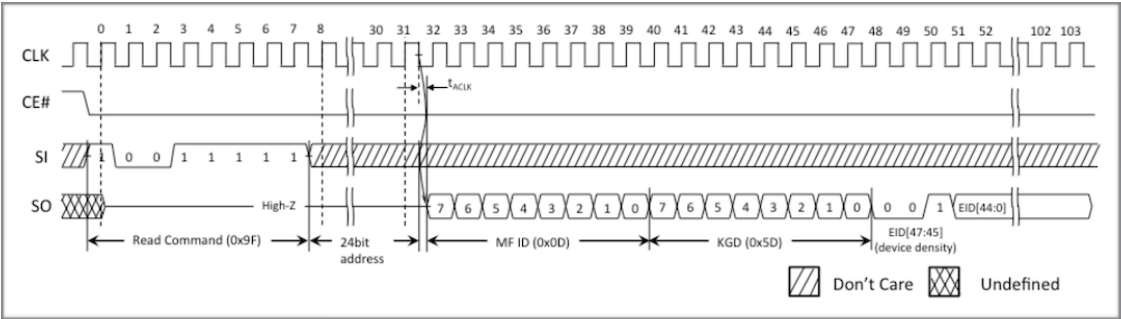 0 1 2 3 4 5 6 7 8 30 31 32 33 34 35 36 37 38 39 40 41 42 43 44 45 46 47 48 49 50 51 52 102 103
CLK
tACLK
CE#
SI 1 0 0 1 1 1 1 1
SO High-Z 7 6 5 4 3 2 1 0 7 6 5 4 3 2 1 0 0 0 1 EID[44:0]
Read Command (0x9F) 24bit MF ID (0x0D) KGD (0x5D) EID[47:45]
address (device density)
Don't Care Undefined